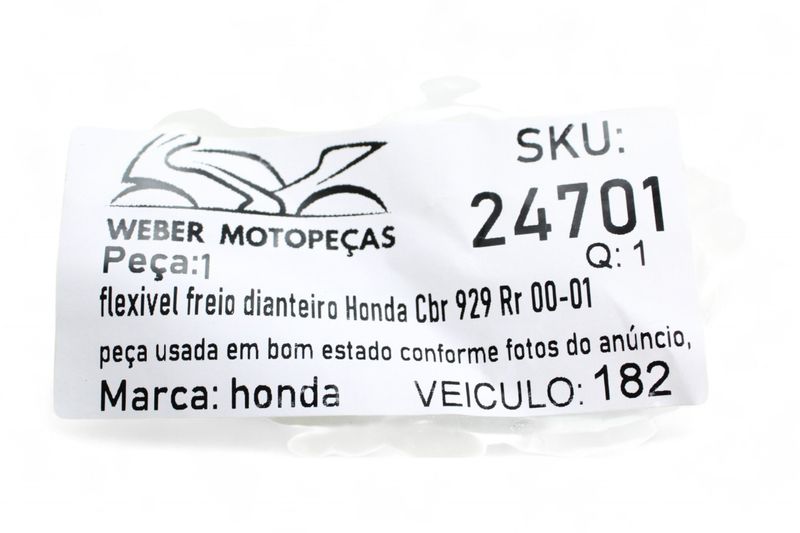 WEBER MOTOPEÇAS
SKU:
24701
Q: 1
Peça:1
flexivel freio dianteiro Honda Cbr 929 Rr 00-01
peça usada em bom estado conforme fotos do anúncio,
Marca: honda
VEICULO: 182